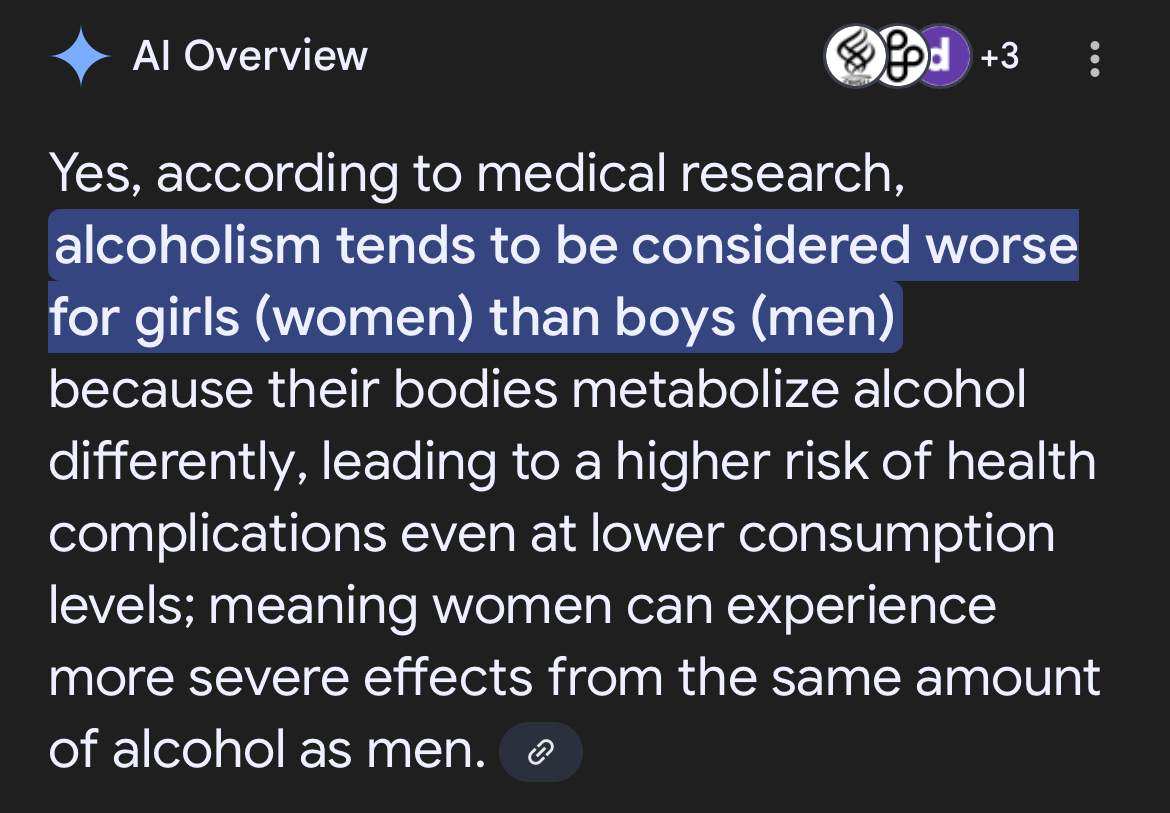 AI Overview
d
+3
Yes, according to medical research,
alcoholism tends to be considered worse
for girls (women) than boys (men)
because their bodies metabolize alcohol
differently, leading to a higher risk of health
complications even at lower consumption
levels; meaning women can experience
more severe effects from the same amount
of alcohol as men.